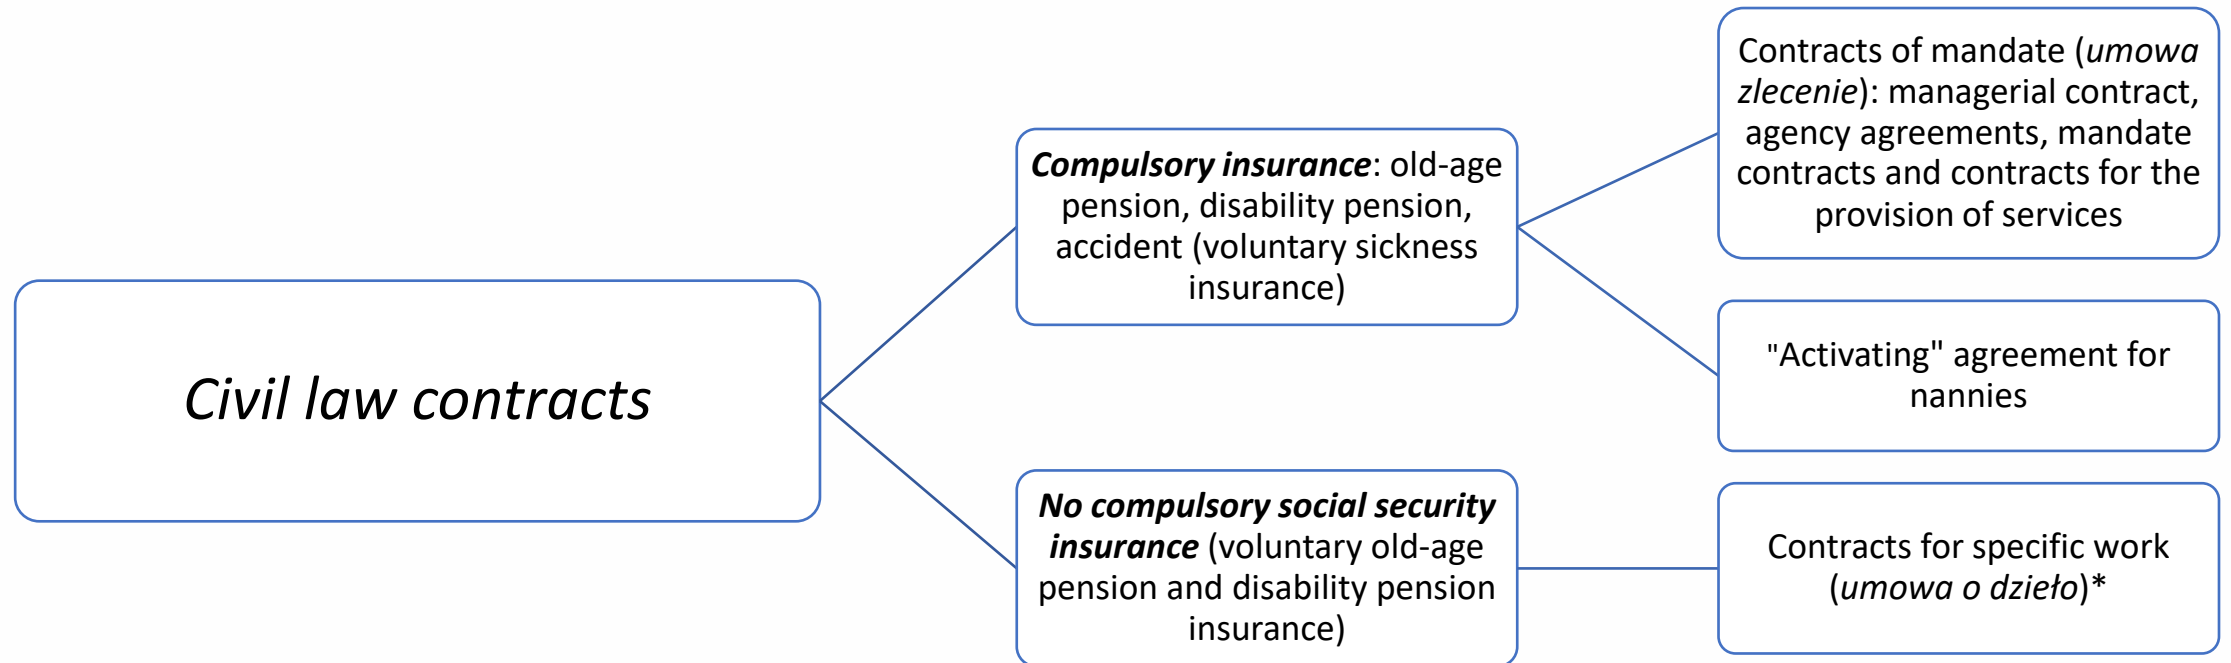 Civil law contracts
Compulsory insurance: old-age
pension, disability pension,
accident (voluntary sickness
insurance)
Contracts of mandate (umowa
zlecenie): managerial contract,
agency agreements, mandate
contracts and contracts for the
provision of services
"Activating" agreement for
nannies
No compulsory social security
insurance (voluntary old-age
pension and disability pension
insurance)
Contracts for specific work
(umowa o dzieło)*